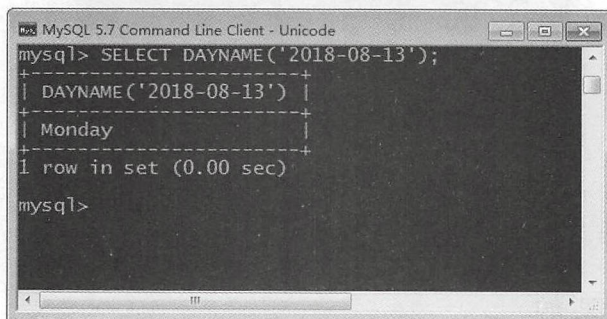 MySQL 5.7 Command Line Client - Unicode
mysql> SELECT DAYNAME('2018-08-13');
+-----------------------+
| DAYNAME('2018-08-13') |
+-----------------------+
| Monday                |
+-----------------------+
1 row in set (0.00 sec)
mysql>